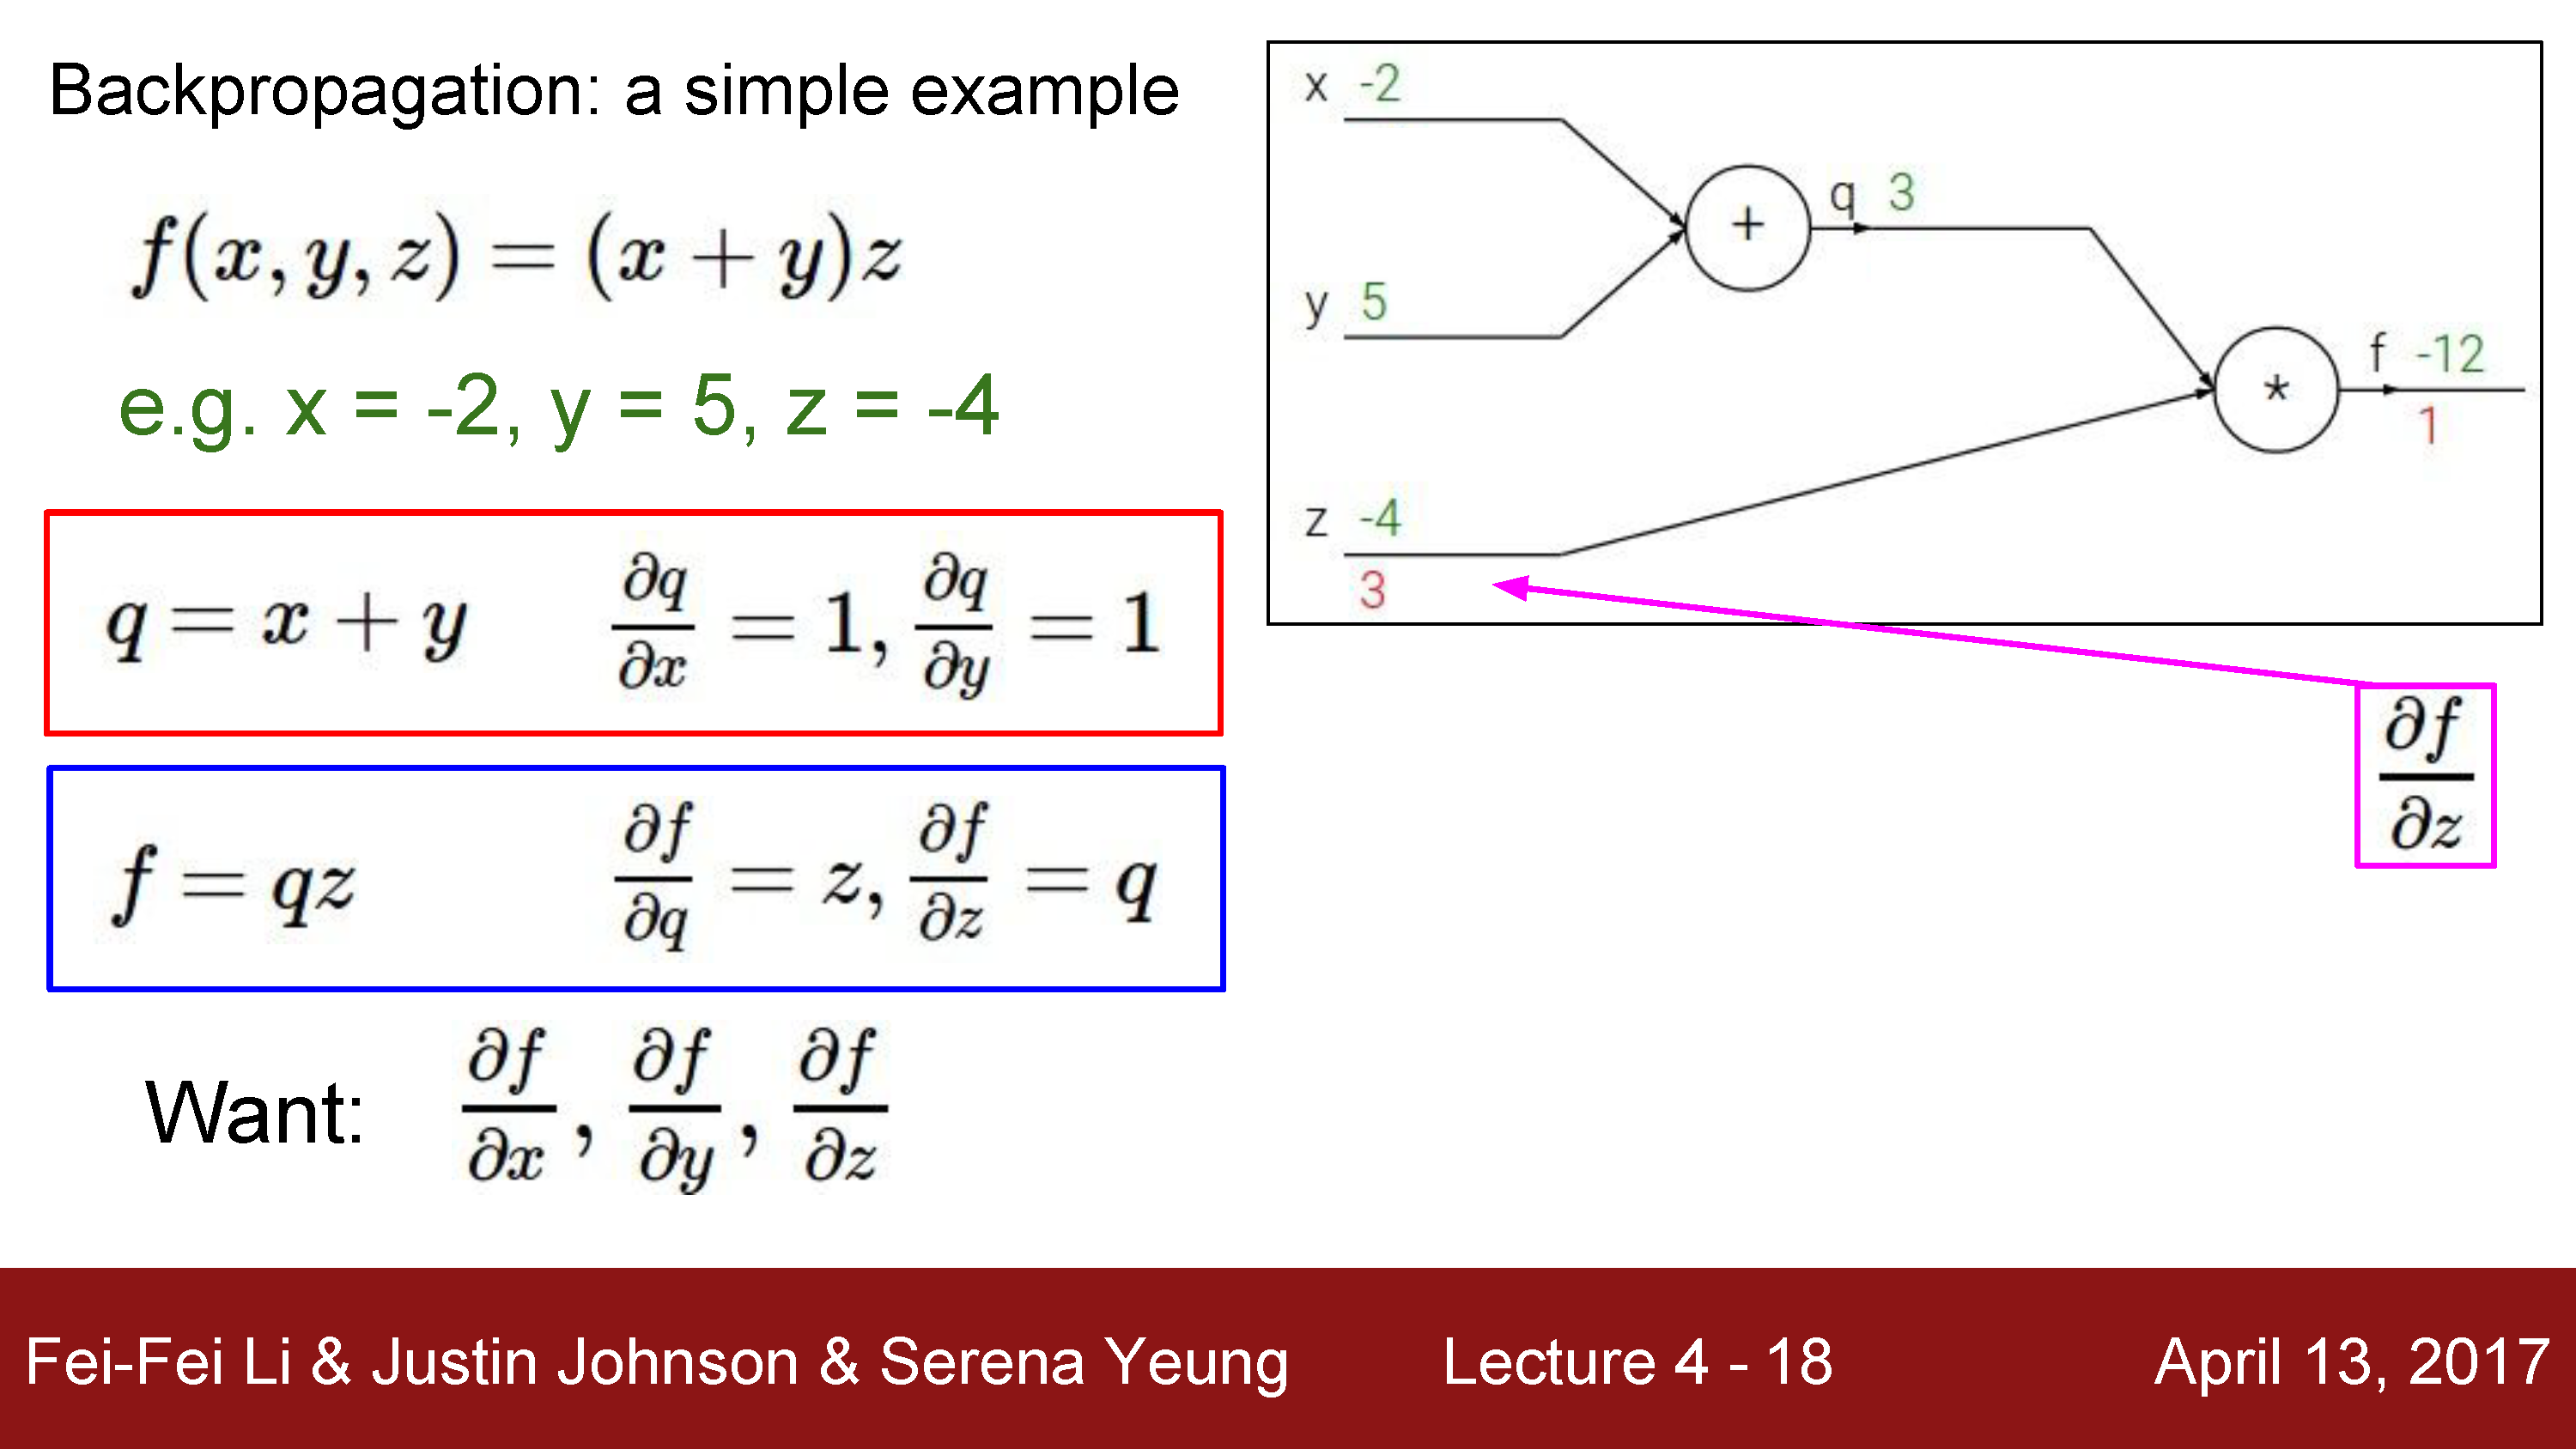 Backpropagation: a simple example
f(x, y, z) = (x + y)z
e.g. x = -2, y = 5, z = -4
q = x + y ∂q/∂x = 1, ∂q/∂y = 1
f = qz ∂f/∂q = z, ∂f/∂z = q
Want: ∂f/∂x, ∂f/∂y, ∂f/∂z
x -2
+
q 3
y 5
f -12
*
1
z -4
3
∂f/∂z
Fei-Fei Li & Justin Johnson & Serena Yeung Lecture 4 - 18 April 13, 2017